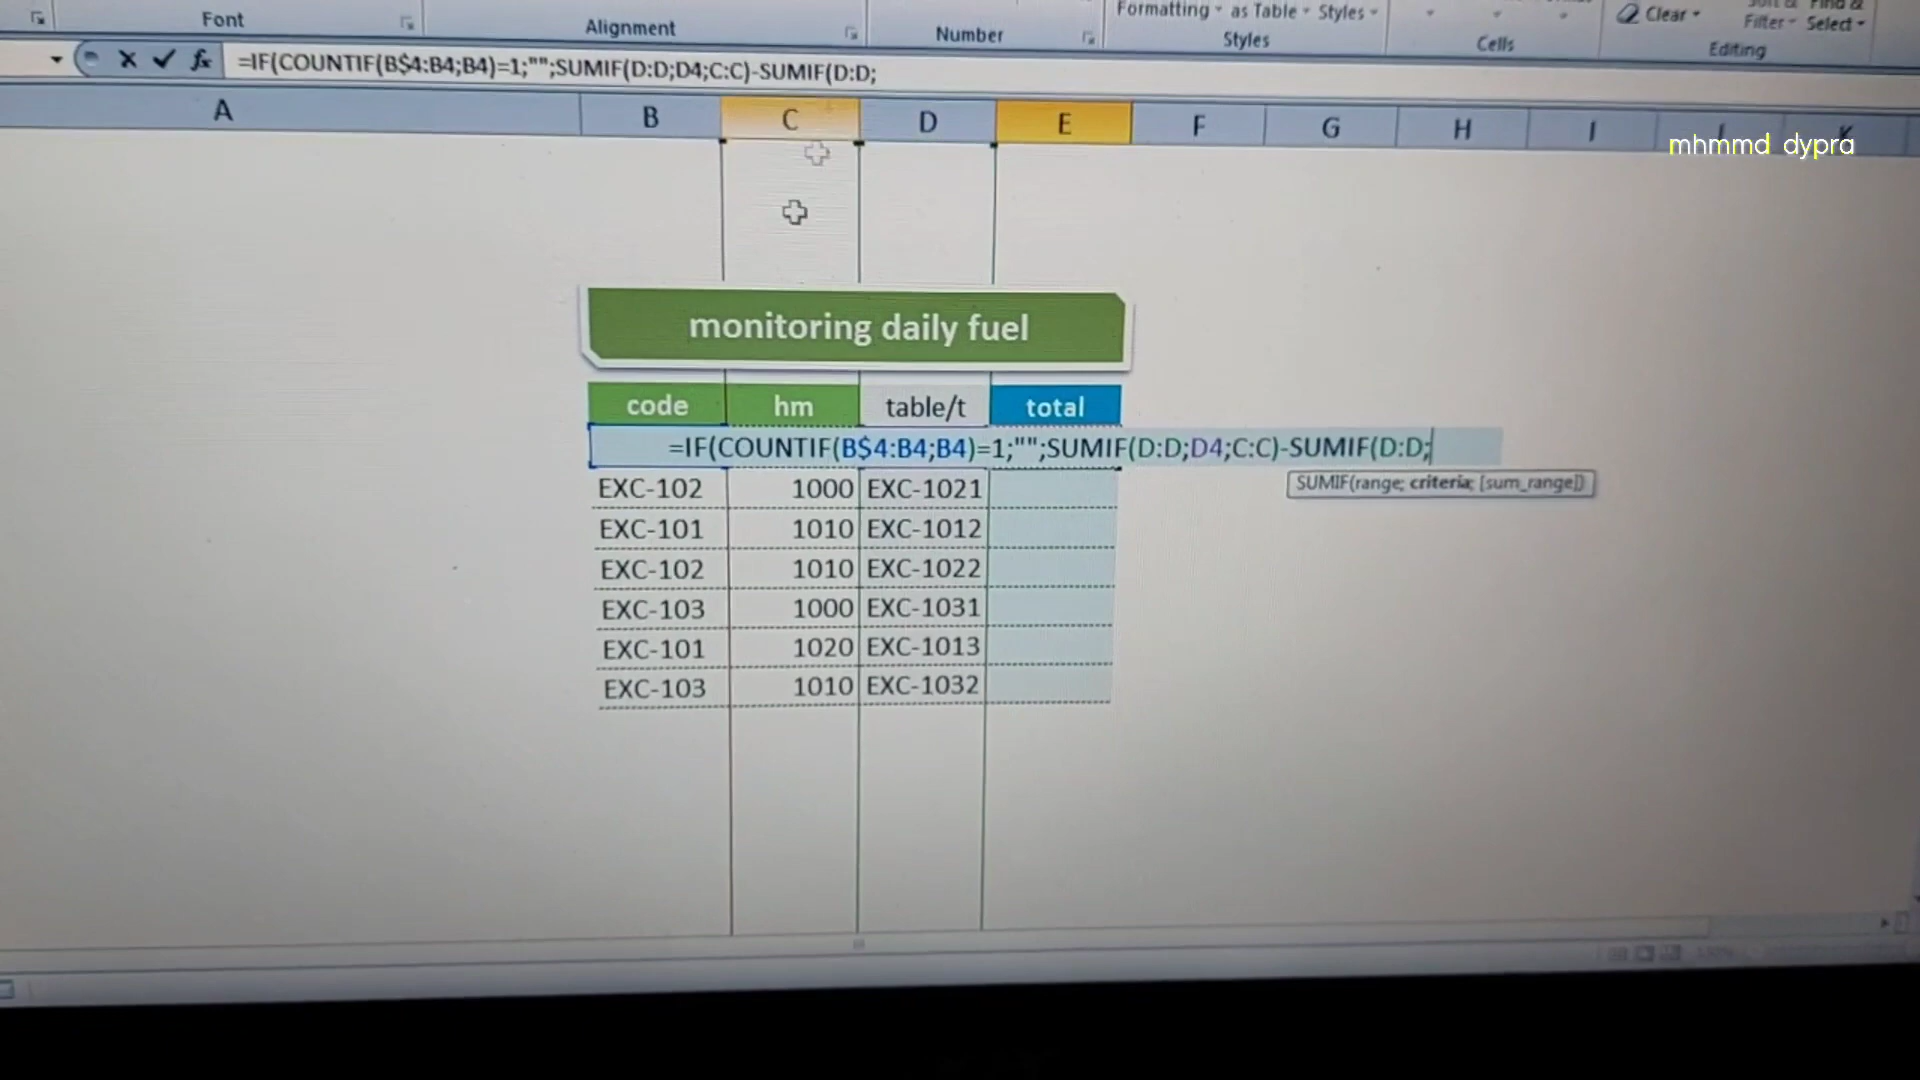 Font
Alignment
Number
Formatting as Table Styles
Styles
Cells
Clear
Filter Select
Editing
=IF(COUNTIF(B$4:B4;B4)=1;"";SUMIF(D:D;D4;C:C)-SUMIF(D:D;
A B C D E F G H I
mhmmd dypra
monitoring daily fuel
code hm table/t total
=IF(COUNTIF(B$4:B4;B4)=1;"";SUMIF(D:D;D4;C:C)-SUMIF(D:D;
SUMIF(range; criteria; [sum_range])
EXC-102 1000 EXC-1021
EXC-101 1010 EXC-1012
EXC-102 1010 EXC-1022
EXC-103 1000 EXC-1031
EXC-101 1020 EXC-1013
EXC-103 1010 EXC-1032